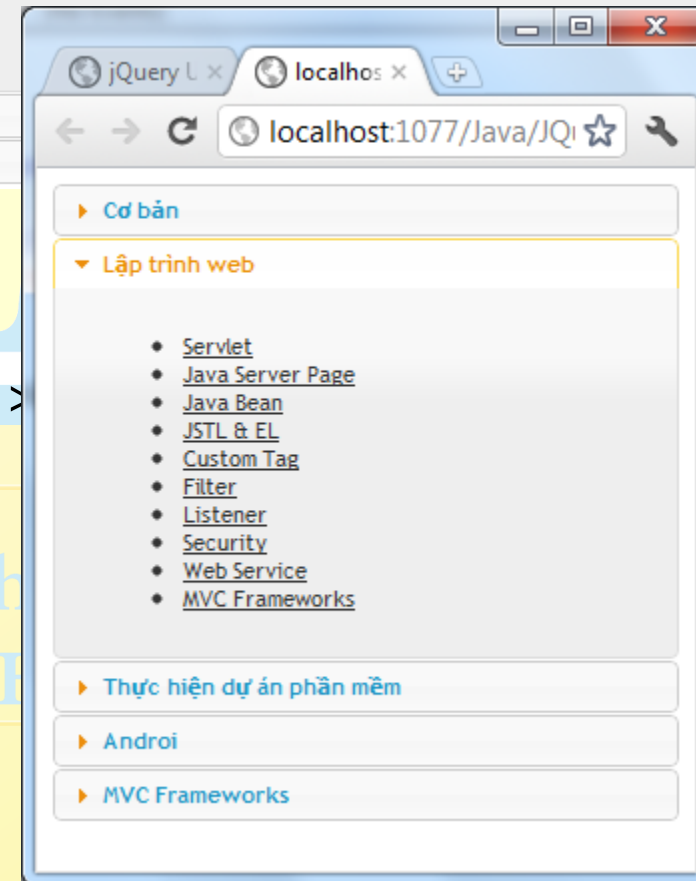 jQuery U
localhos
localhost:1077/Java/JQu
Cơ bản
Lập trình web
Servlet
Java Server Page
Java Bean
JSTL & EL
Custom Tag
Filter
Listener
Security
Web Service
MVC Frameworks
Thực hiện dự án phần mềm
Androi
MVC Frameworks